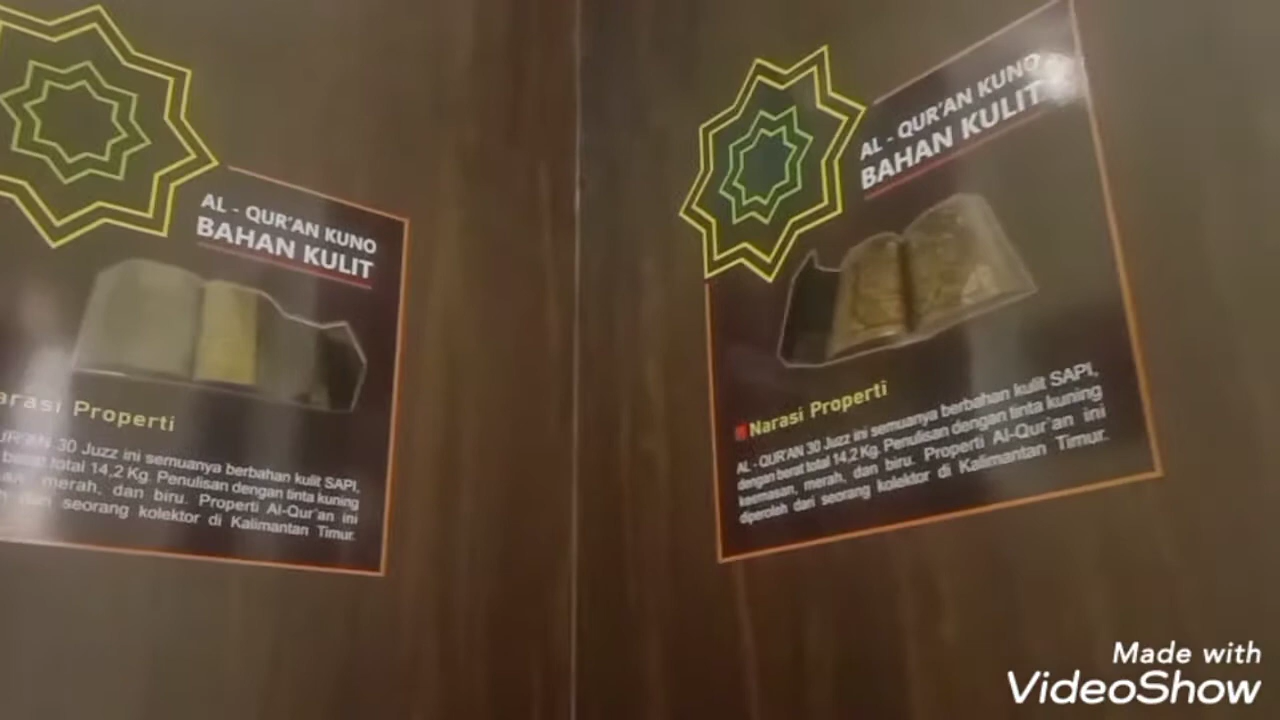 AL - QUR'AN KUNO
BAHAN KULIT
Narasi Properti
30 Juzz ini semuanya berbahan kulit SAPI,
berat total 14,2 Kg. Penulisan dengan tinta kuning
merah, dan biru. Properti Al-Qur'an ini
dari seorang kolektor di Kalimantan Timur.
AL - QUR'AN KUNO
BAHAN KULIT
Narasi Properti
AL - QUR'AN 30 Juzz ini semuanya berbahan kulit SAPI,
dengan berat total 14,2 Kg. Penulisan dengan tinta kuning
keemasan, merah, dan biru. Properti Al-Qur'an ini
diperoleh dari seorang kolektor di Kalimantan Timur.
Made with
VideoShow